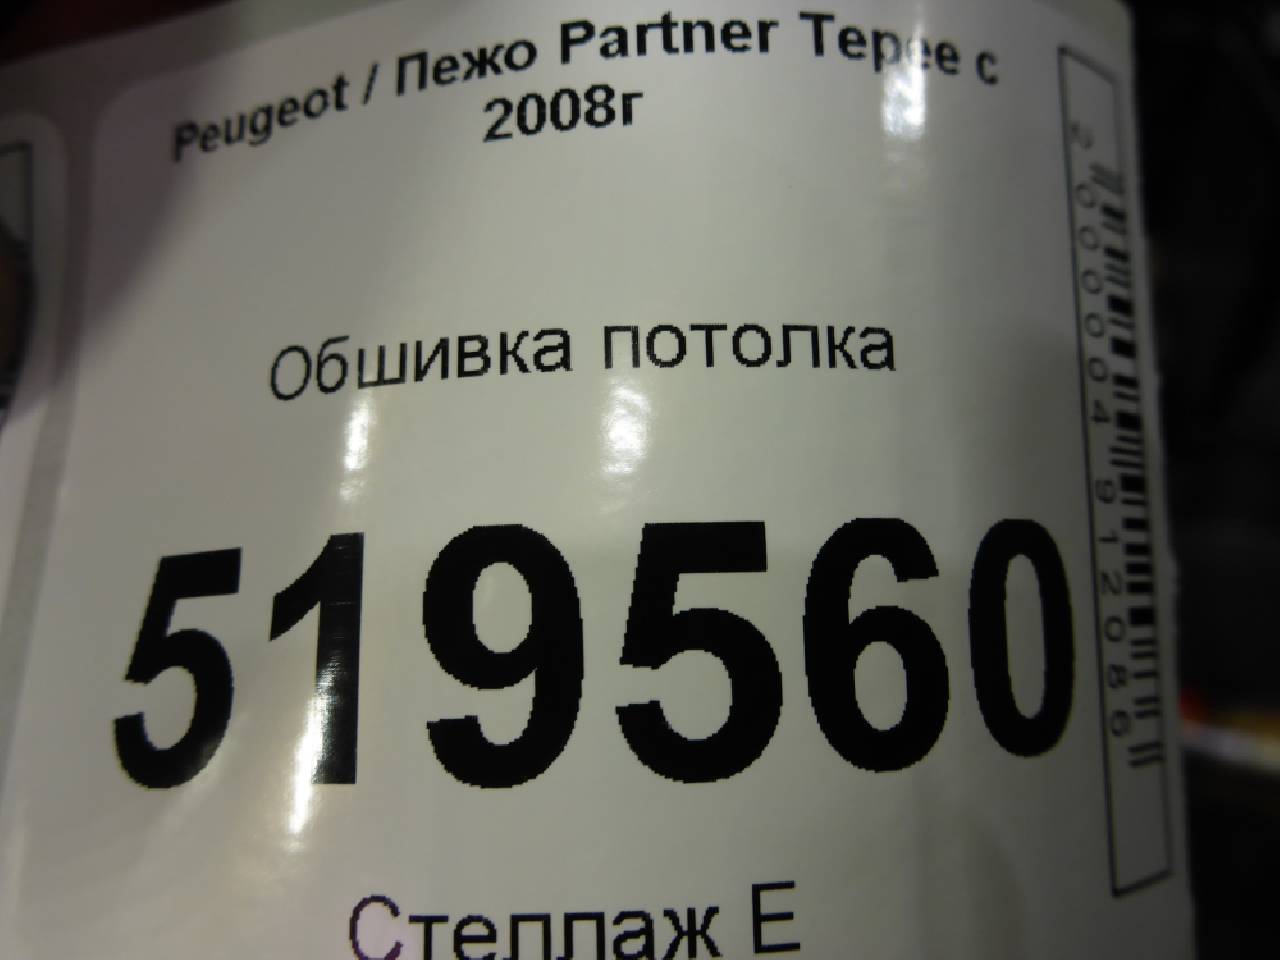 Peugeot / Пежо Partner Tepee с
2008г
Обшивка потолка
519560
Стеллаж Е
2000004912086